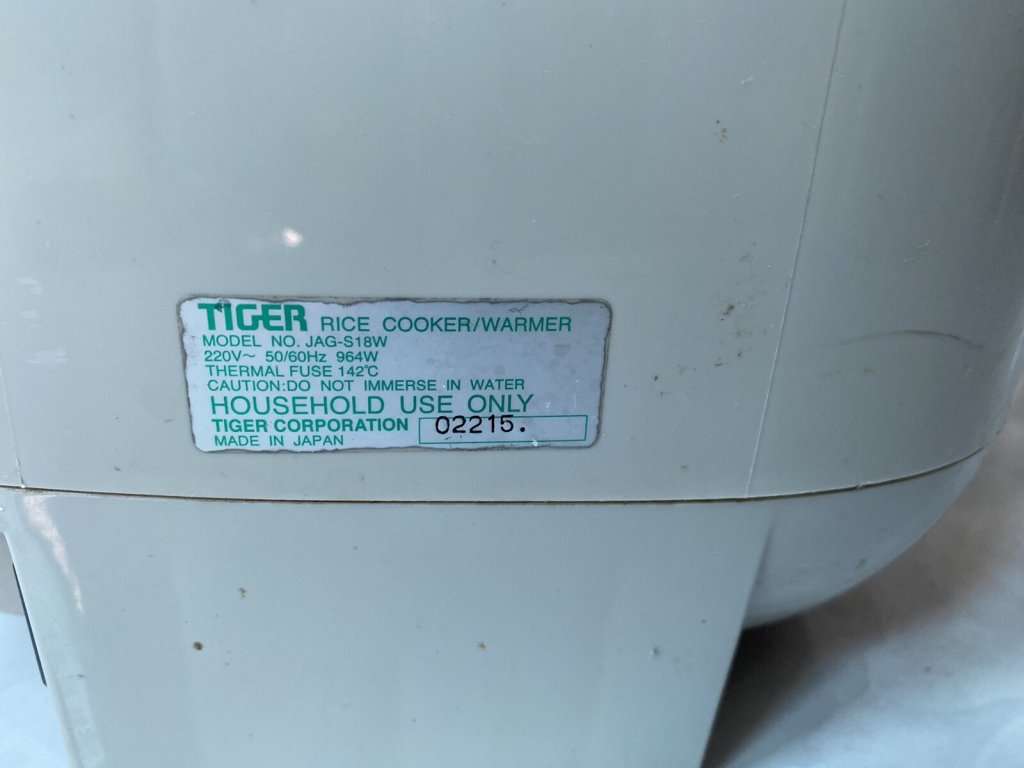 TIGER RICE COOKER/WARMER
MODEL NO. JAG-S18W
220V~ 50/60Hz 964W
THERMAL FUSE 142℃
CAUTION:DO NOT IMMERSE IN WATER
HOUSEHOLD USE ONLY
TIGER CORPORATION 02215.
MADE IN JAPAN